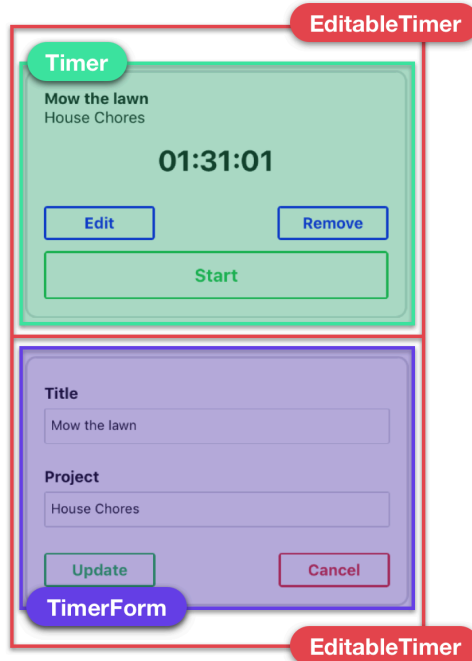 EditableTimer
Timer
Mow the lawn
House Chores
01:31:01
Edit
Remove
Start
Title
Mow the lawn
Project
House Chores
Update
Cancel
TimerForm
EditableTimer